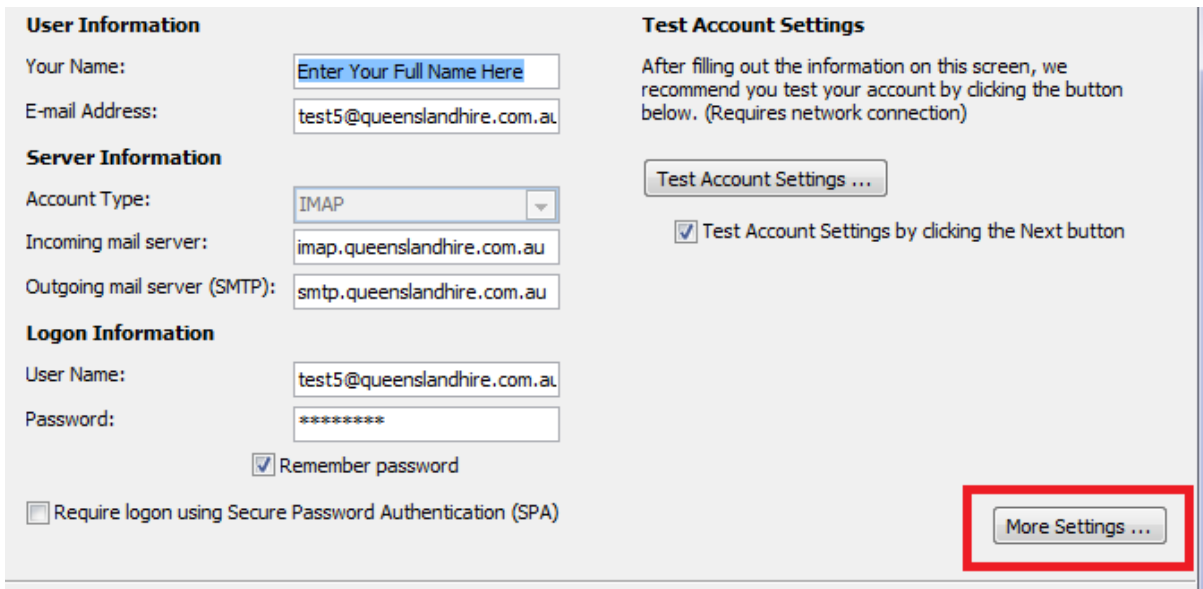 User Information
Your Name:
Enter Your Full Name Here
E-mail Address:
test5@queenslandhire.com.au
Server Information
Account Type:
IMAP
Incoming mail server:
imap.queenslandhire.com.au
Outgoing mail server (SMTP):
smtp.queenslandhire.com.au
Logon Information
User Name:
test5@queenslandhire.com.au
Password:
********
Remember password
Require logon using Secure Password Authentication (SPA)
Test Account Settings
After filling out the information on this screen, we
recommend you test your account by clicking the button
below. (Requires network connection)
Test Account Settings ...
Test Account Settings by clicking the Next button
More Settings ...